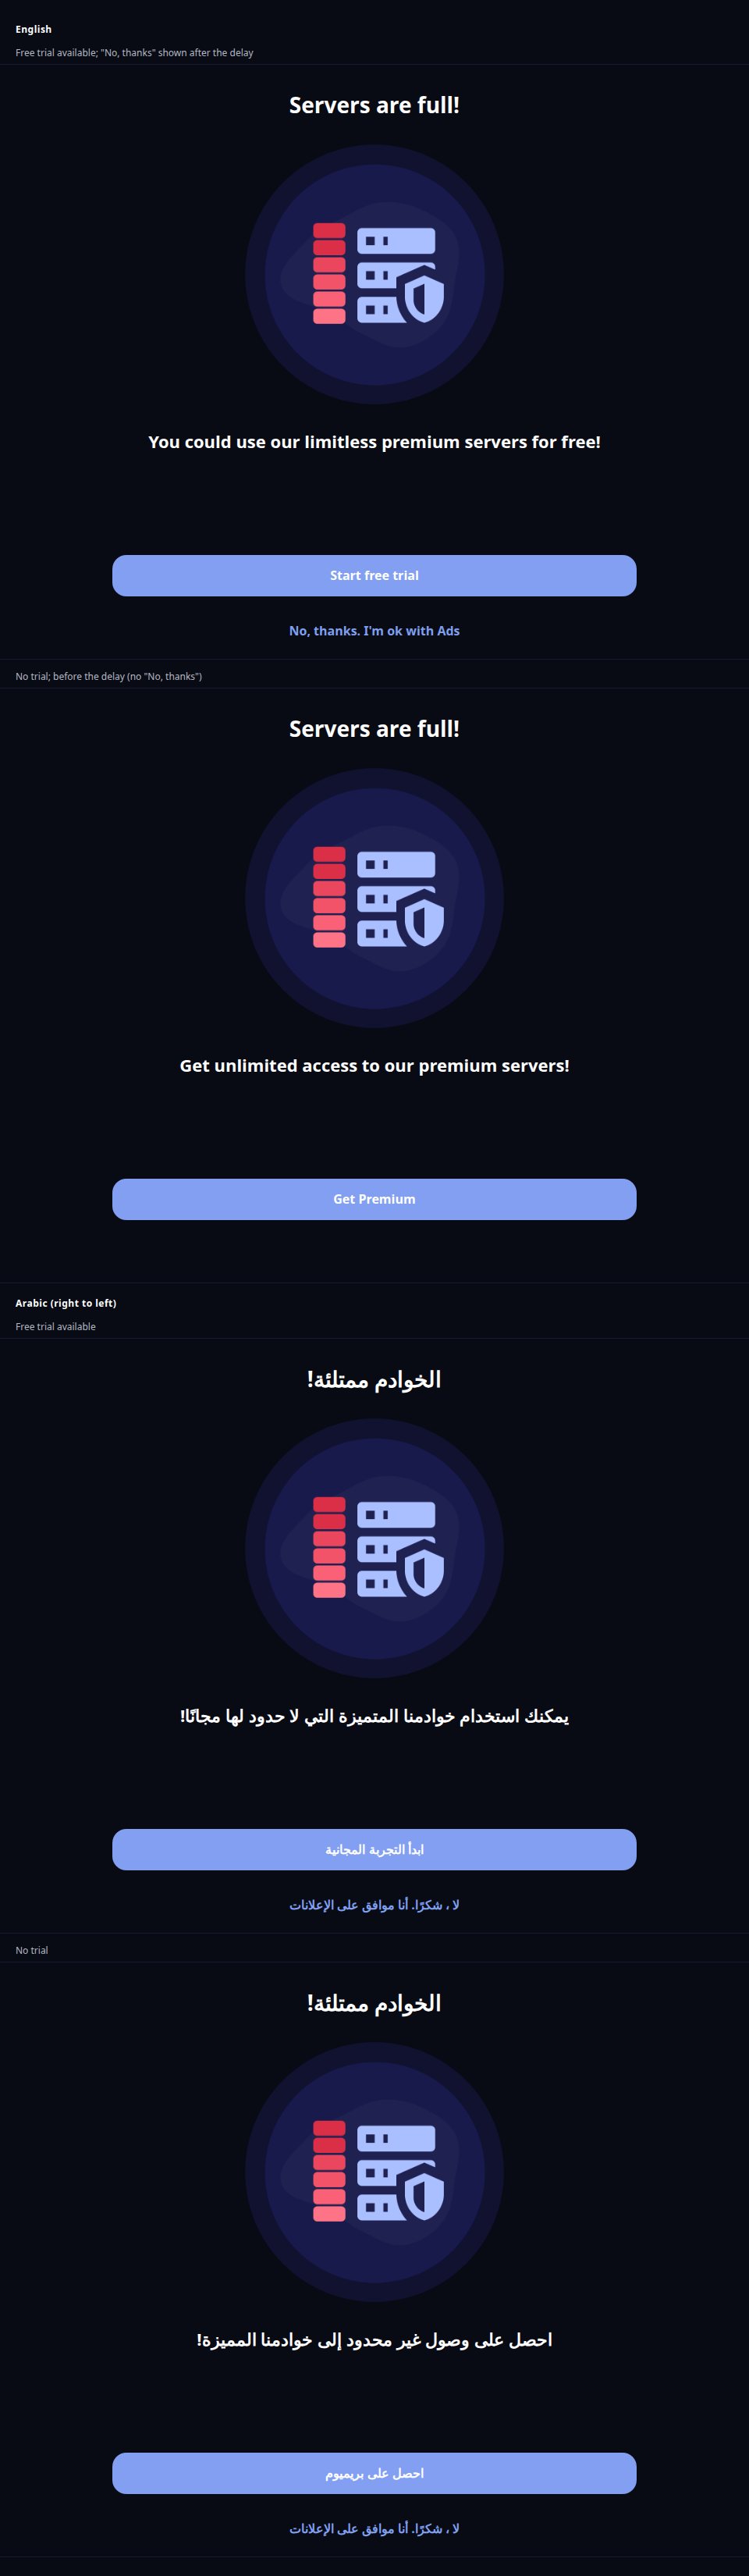 English
Free trial available; "No, thanks" shown after the delay
Servers are full!
You could use our limitless premium servers for free!
Start free trial
No, thanks. I'm ok with Ads
No trial; before the delay (no "No, thanks")
Servers are full!
Get unlimited access to our premium servers!
Get Premium
Arabic (right to left)
Free trial available
الخوادم ممتلئة!
يمكنك استخدام خوادمنا المتميزة التي لا حدود لها مجانًا!
ابدأ التجربة المجانية
لا ، شكرًا. أنا موافق على الإعلانات
No trial
الخوادم ممتلئة!
احصل على وصول غير محدود إلى خوادمنا المميزة!
احصل على بريميوم
لا ، شكرًا. أنا موافق على الإعلانات